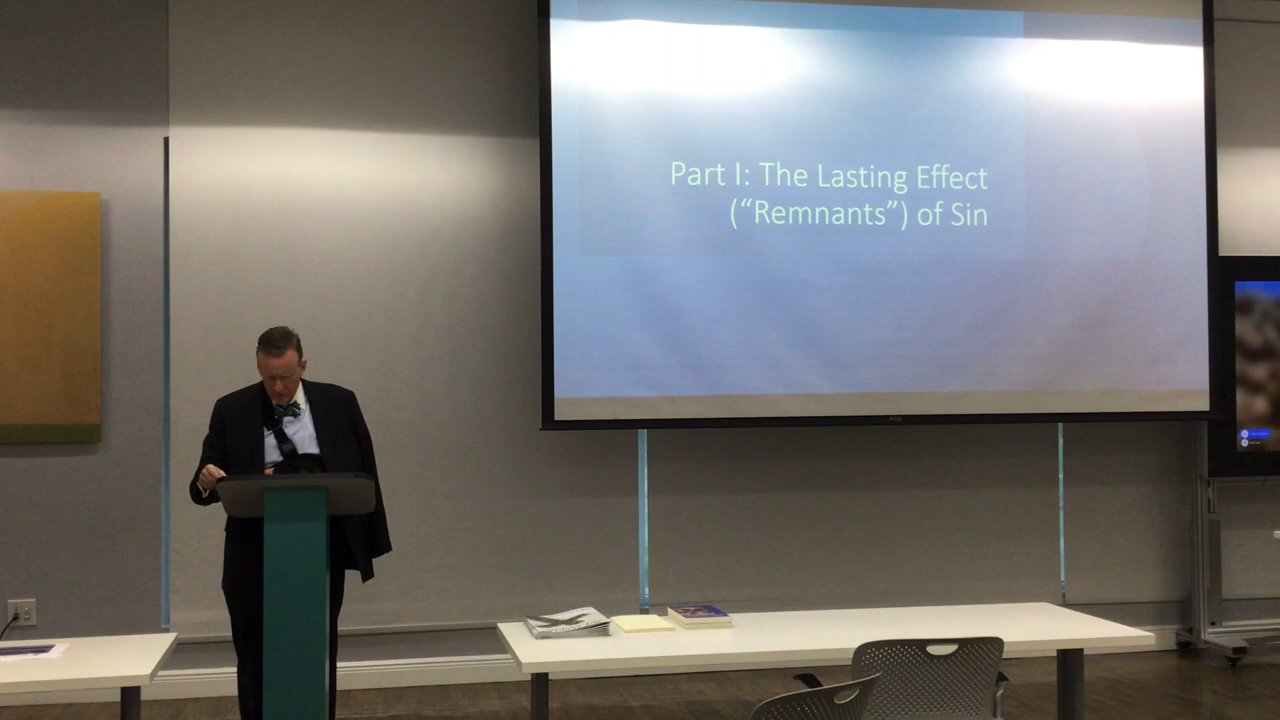 Part I: The Lasting Effect
(“Remnants”) of Sin